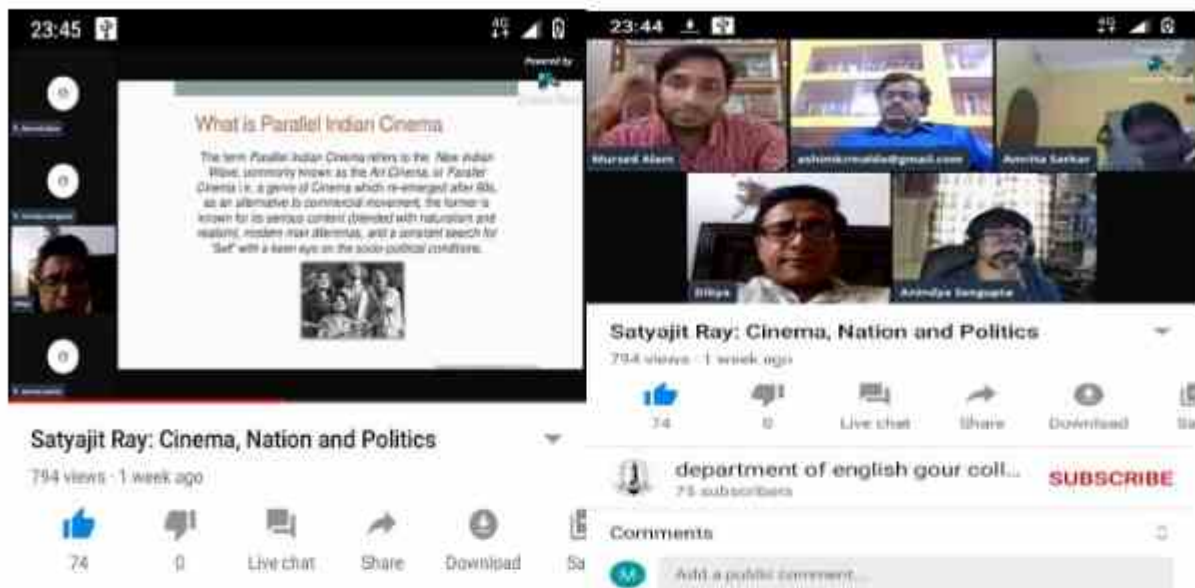 23:45
4G
Powered by
What is Parallel Indian Cinema
The term Parallel Indian Cinema refers to the New Indian
Wave, commonly known as the Art Cinema, or Parallel
Cinema i.e. a genre of Cinema which re-emerged after 60s,
as an alternative to commercial movement, the former is
known for its serious content (blended with naturalism and
realism), modern man dilemmas, and a constant search for
"Self" with a keen eye on the socio-political conditions.
Satyajit Ray: Cinema, Nation and Politics
794 views · 1 week ago
74
0
Live chat
Share
Download
Sa
23:44
4G
Mursed Alam
ashimkrmalda@gmail.com
Amrita Sarkar
Dibya
Anindya Sengupta
Satyajit Ray: Cinema, Nation and Politics
794 views · 1 week ago
74
0
Live chat
Share
Download
Sa
department of english gour coll...
75 subscribers
SUBSCRIBE
Comments
M
Add a public comment...